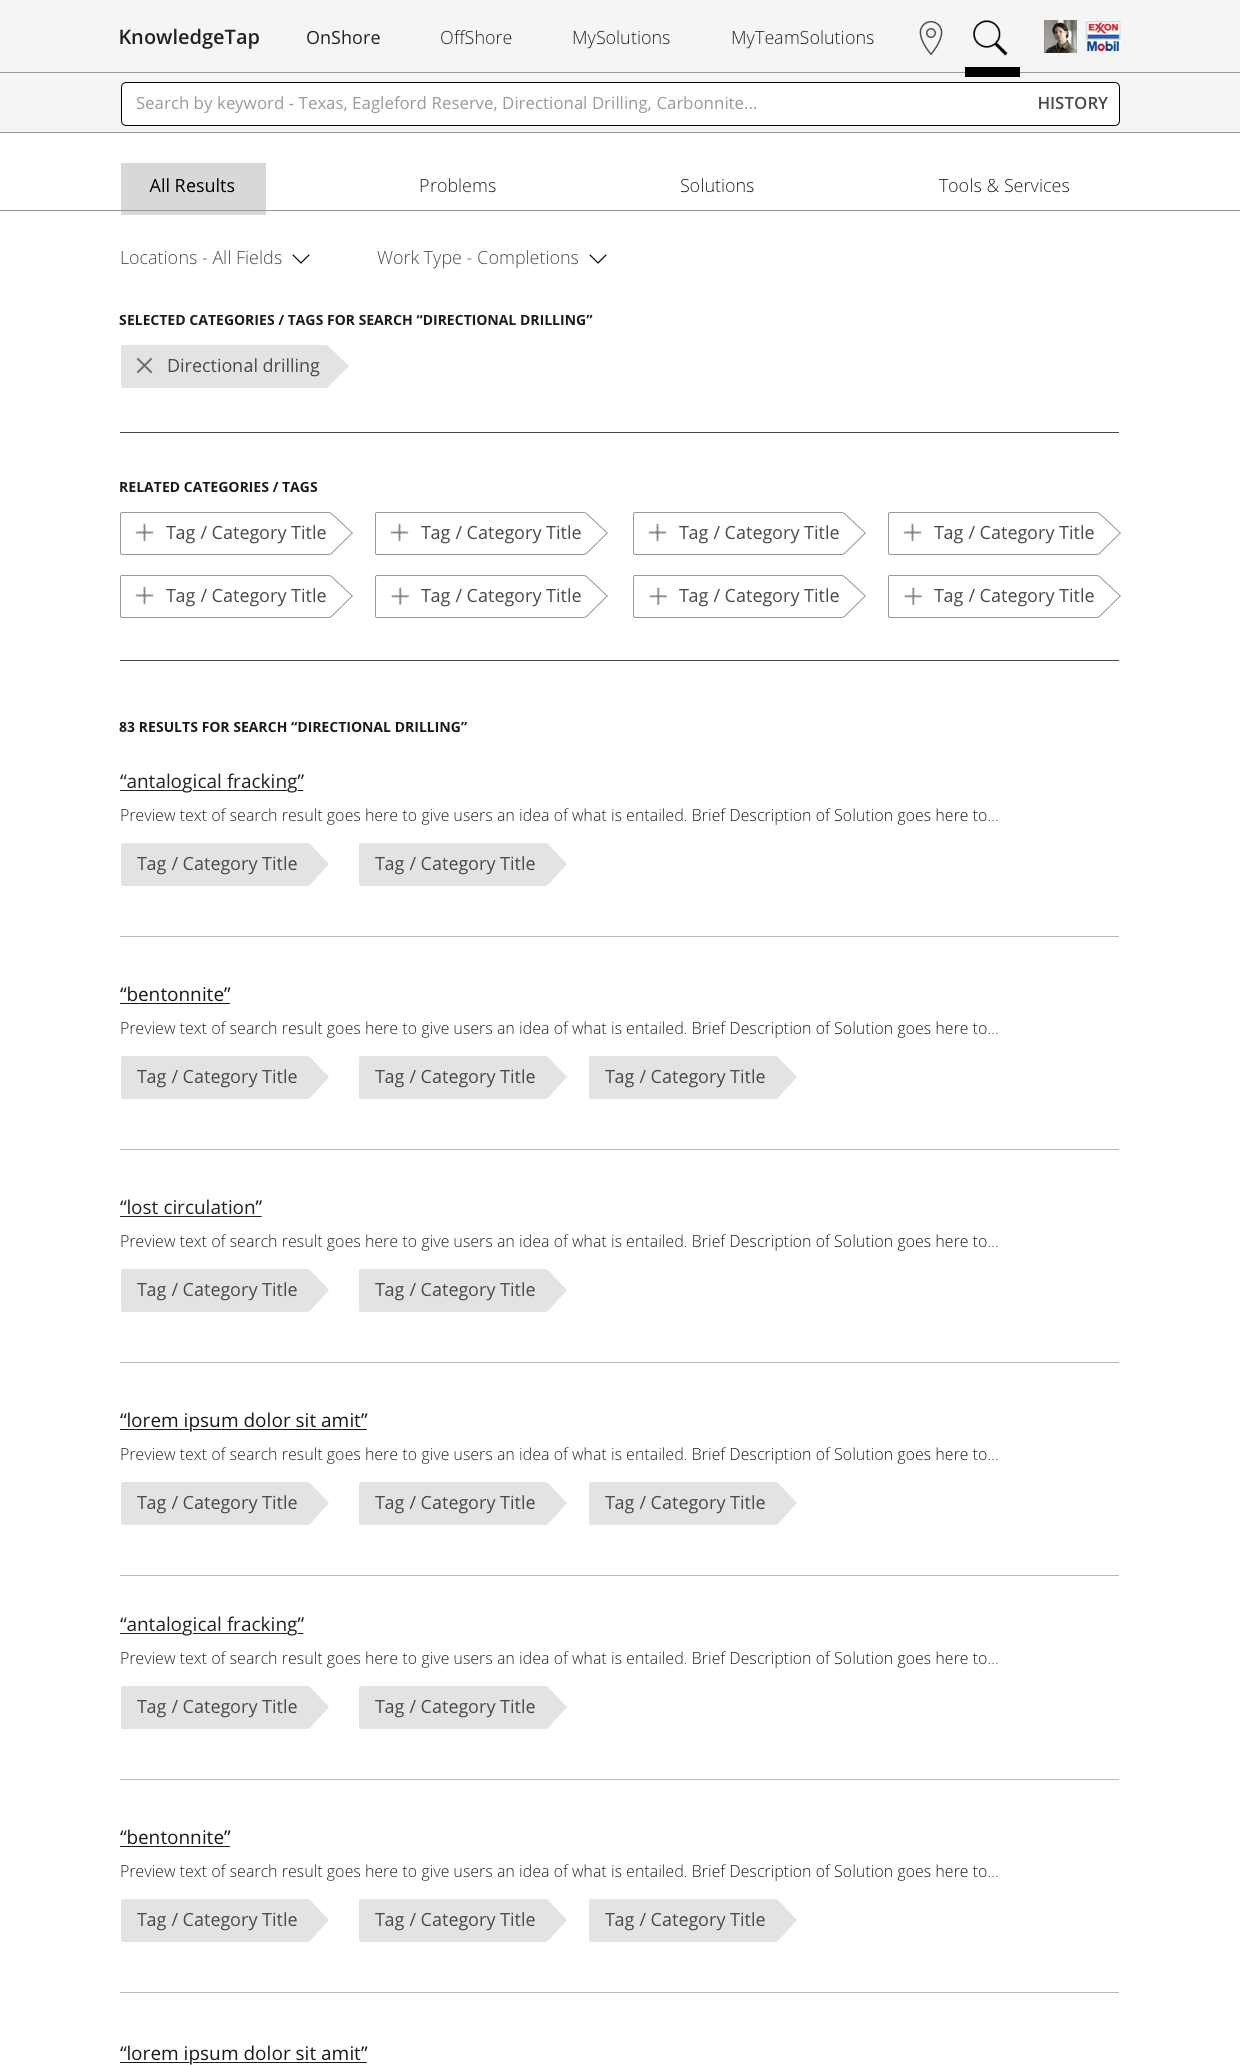 KnowledgeTap OnShore OffShore MySolutions MyTeamSolutions EXXON Mobil
Search by keyword - Texas, Eagleford Reserve, Directional Drilling, Carbonnite... HISTORY
All Results Problems Solutions Tools & Services
Locations - All Fields Work Type - Completions
SELECTED CATEGORIES / TAGS FOR SEARCH “DIRECTIONAL DRILLING”
Directional drilling
RELATED CATEGORIES / TAGS
Tag / Category Title Tag / Category Title Tag / Category Title Tag / Category Title
Tag / Category Title Tag / Category Title Tag / Category Title Tag / Category Title
83 RESULTS FOR SEARCH “DIRECTIONAL DRILLING”
“antalogical fracking”
Preview text of search result goes here to give users an idea of what is entailed. Brief Description of Solution goes here to...
Tag / Category Title Tag / Category Title
“bentonnite”
Preview text of search result goes here to give users an idea of what is entailed. Brief Description of Solution goes here to...
Tag / Category Title Tag / Category Title Tag / Category Title
“lost circulation”
Preview text of search result goes here to give users an idea of what is entailed. Brief Description of Solution goes here to...
Tag / Category Title Tag / Category Title
“lorem ipsum dolor sit amit”
Preview text of search result goes here to give users an idea of what is entailed. Brief Description of Solution goes here to...
Tag / Category Title Tag / Category Title Tag / Category Title
“antalogical fracking”
Preview text of search result goes here to give users an idea of what is entailed. Brief Description of Solution goes here to...
Tag / Category Title Tag / Category Title
“bentonnite”
Preview text of search result goes here to give users an idea of what is entailed. Brief Description of Solution goes here to...
Tag / Category Title Tag / Category Title Tag / Category Title
“lorem ipsum dolor sit amit”